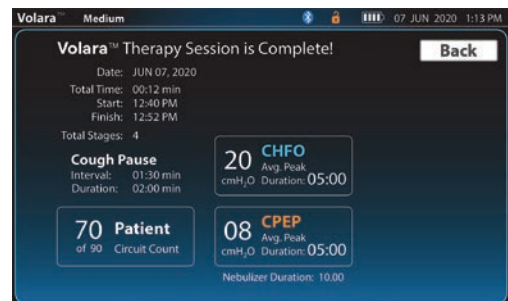 Volara™ Medium 07 JUN 2020 1:13 PM
Volara™ Therapy Session is Complete!
Back
Date: JUN 07, 2020
Total Time: 00:12 min
Start: 12:40 PM
Finish: 12:52 PM
Total Stages: 4
Cough Pause
Interval: 01:30 min
Duration: 02:00 min
20 CHFO
Avg. Peak
cmH₂O Duration: 05:00
70 Patient
of 90 Circuit Count
08 CPEP
Avg. Peak
cmH₂O Duration: 05:00
Nebulizer Duration: 10.00